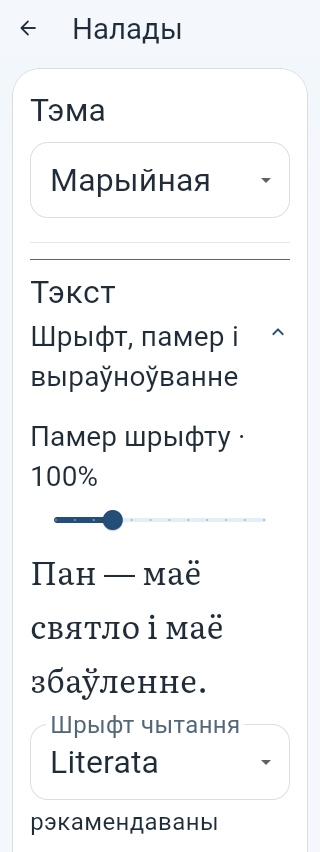 Налады
Тэма
Марыйная
Тэкст
Шрыфт, памер і
выраўноўванне
Памер шрыфту ·
100%
Пан — маё
святло і маё
збаўленне.
Шрыфт чытання
Literata
рэкамендаваны